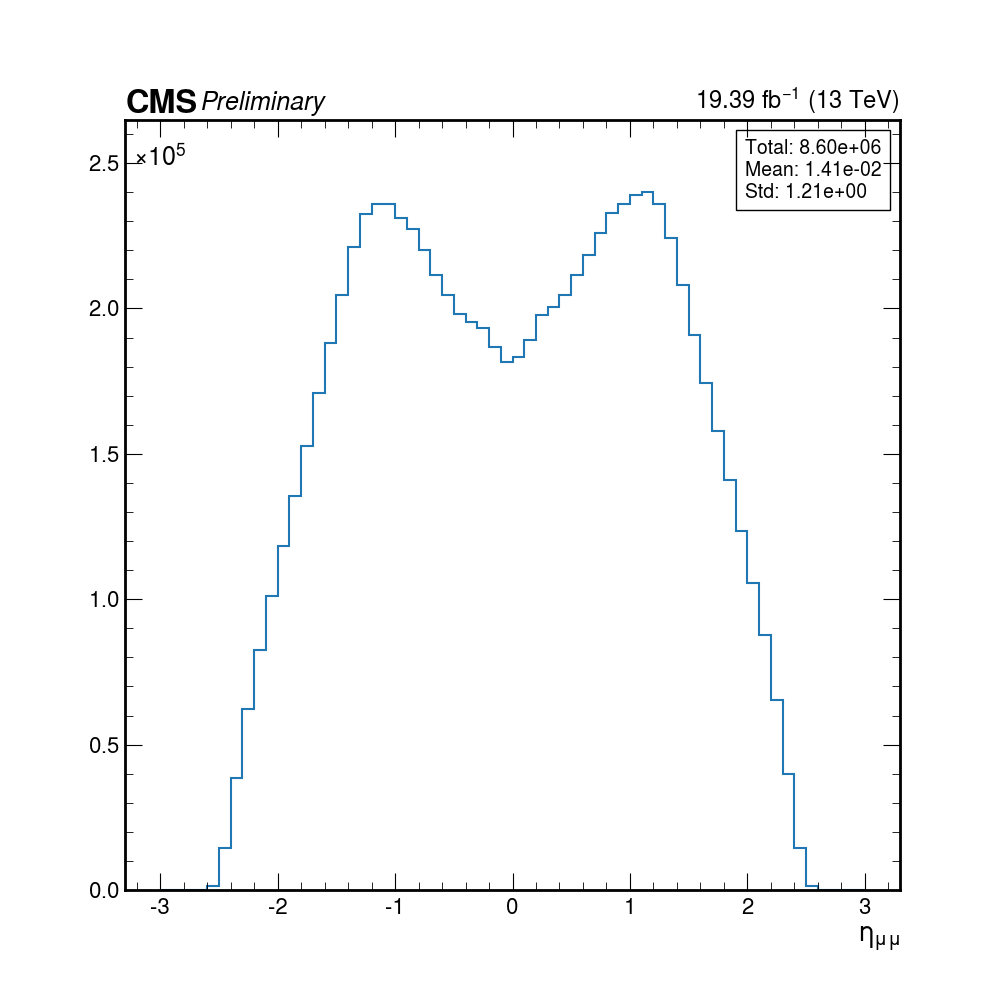 CMS Preliminary
19.39 fb⁻¹ (13 TeV)
×10⁵
Total: 8.60e+06
Mean: 1.41e-02
Std: 1.21e+00
2.5
2.0
1.5
1.0
0.5
0.0
-3 -2 -1 0 1 2 3
ημμ